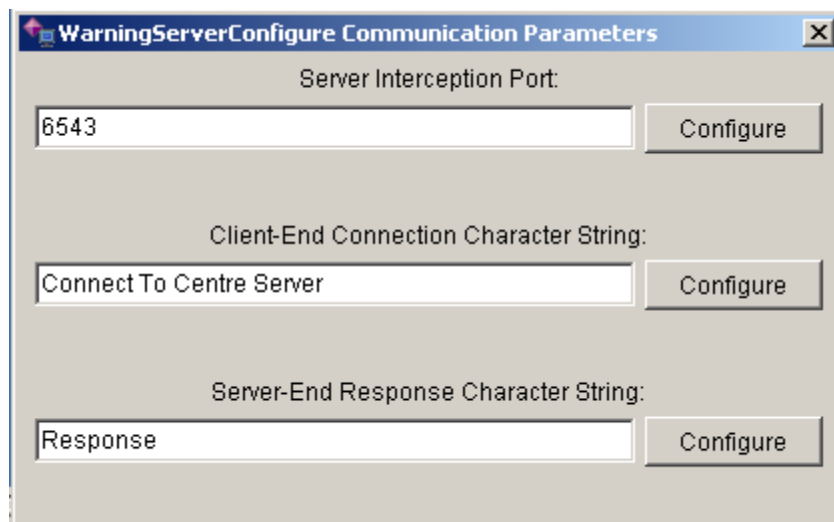 WarningServerConfigure Communication Parameters
Server Interception Port:
6543
Configure
Client-End Connection Character String:
Connect To Centre Server
Configure
Server-End Response Character String:
Response
Configure